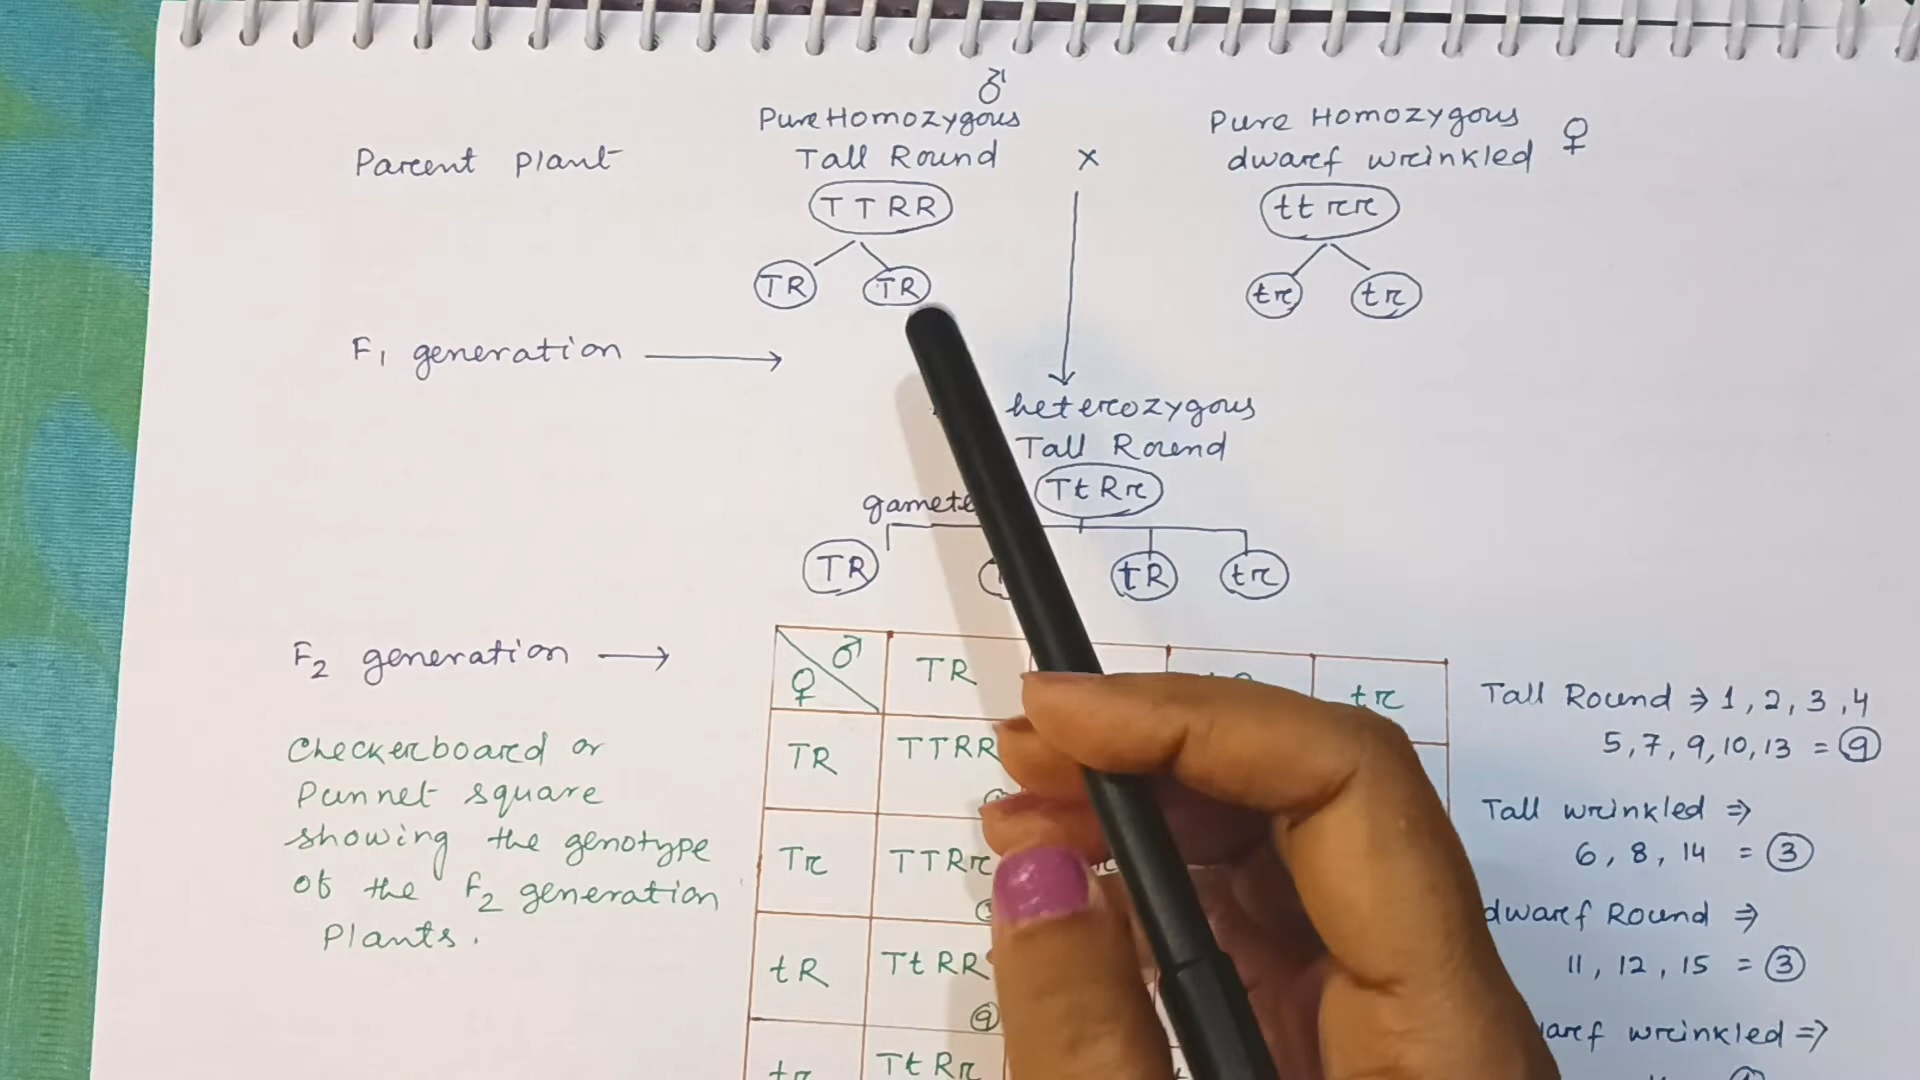 ♂
Pure Homozygous
Tall Round
Pure Homozygous ♀
dwarf wrinkled
Parent plant
×
TTRR
tt rr
TR TR
tr tr
F1 generation →
heterozygous
Tall Round
TtRr
TR tR tr
F2 generation →
♂
♀
TR tr
TR TTRR
Tr TTRr
tR TtRR
9
tr TtRr
Checkerboard or
Punnet square
showing the genotype
of the F2 generation
Plants.
Tall Round ⇒ 1, 2, 3, 4
5, 7, 9, 10, 13 = 9
Tall wrinkled ⇒
6, 8, 14 = 3
dwarf Round ⇒
11, 12, 15 = 3
wrinkled ⇒